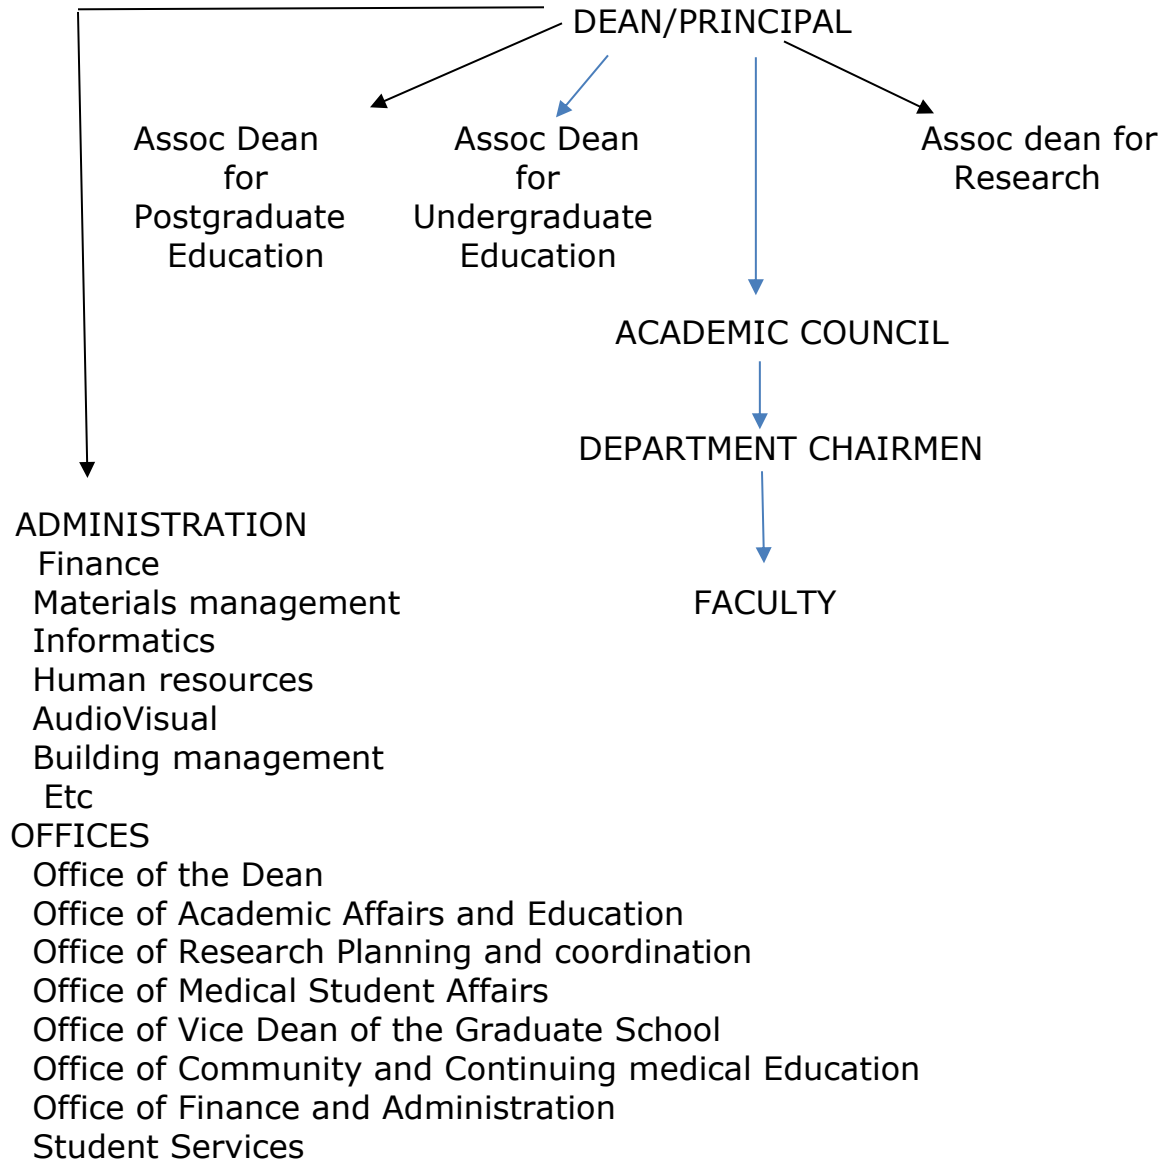 DEAN/PRINCIPAL
Assoc Dean
for
Postgraduate
Education
Assoc Dean
for
Undergraduate
Education
Assoc dean for
Research
ACADEMIC COUNCIL
DEPARTMENT CHAIRMEN
FACULTY
ADMINISTRATION
Finance
Materials management
Informatics
Human resources
AudioVisual
Building management
Etc
OFFICES
Office of the Dean
Office of Academic Affairs and Education
Office of Research Planning and coordination
Office of Medical Student Affairs
Office of Vice Dean of the Graduate School
Office of Community and Continuing medical Education
Office of Finance and Administration
Student Services